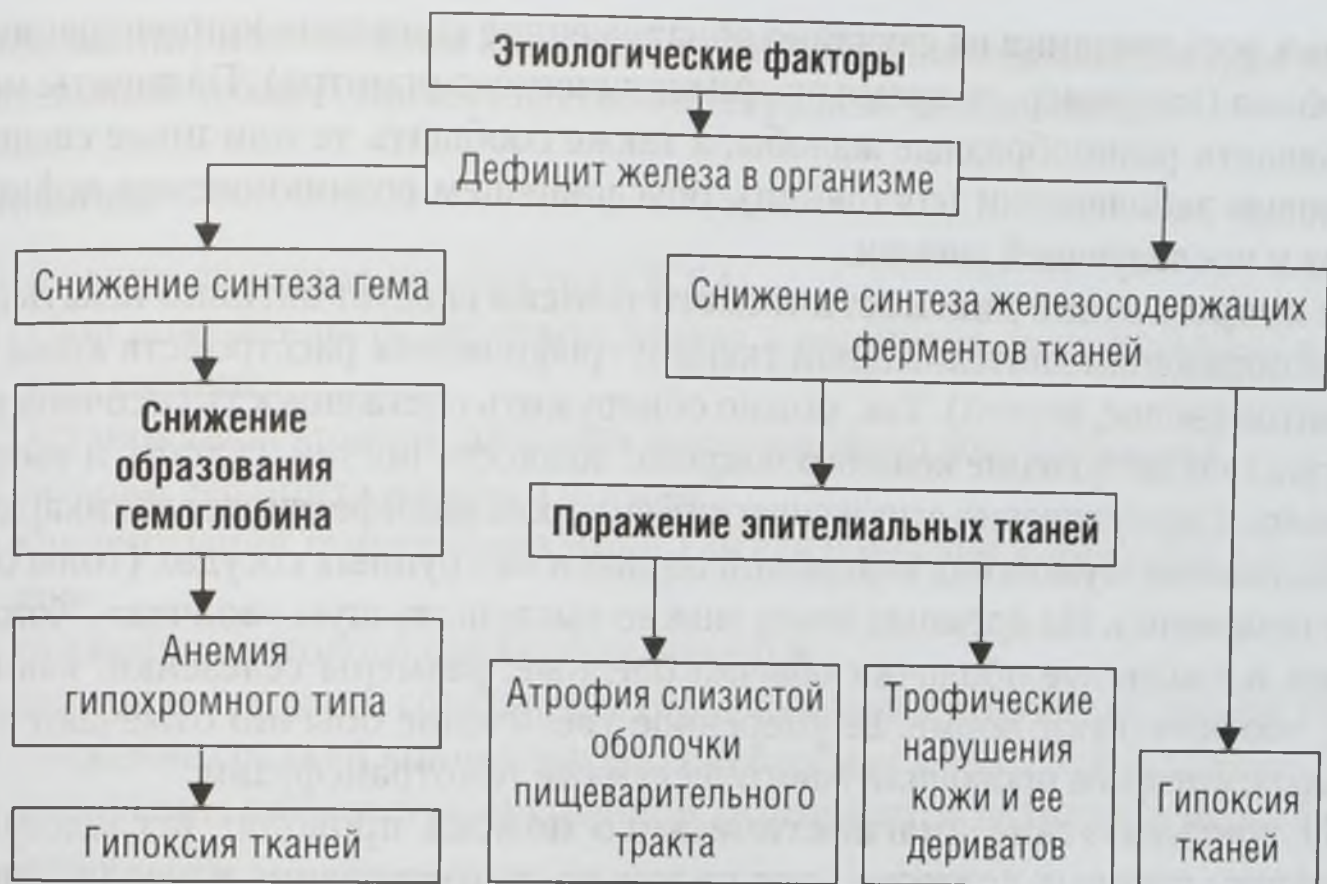 Этиологические факторы
Дефицит железа в организме
Снижение синтеза гема
Снижение
образования
гемоглобина
Анемия
гипохромного типа
Гипоксия тканей
Снижение синтеза железосодержащих
ферментов тканей
Поражение эпителиальных тканей
Атрофия слизистой
оболочки
пищеварительного
тракта
Трофические
нарушения
кожи и ее
дериватов
Гипоксия
тканей